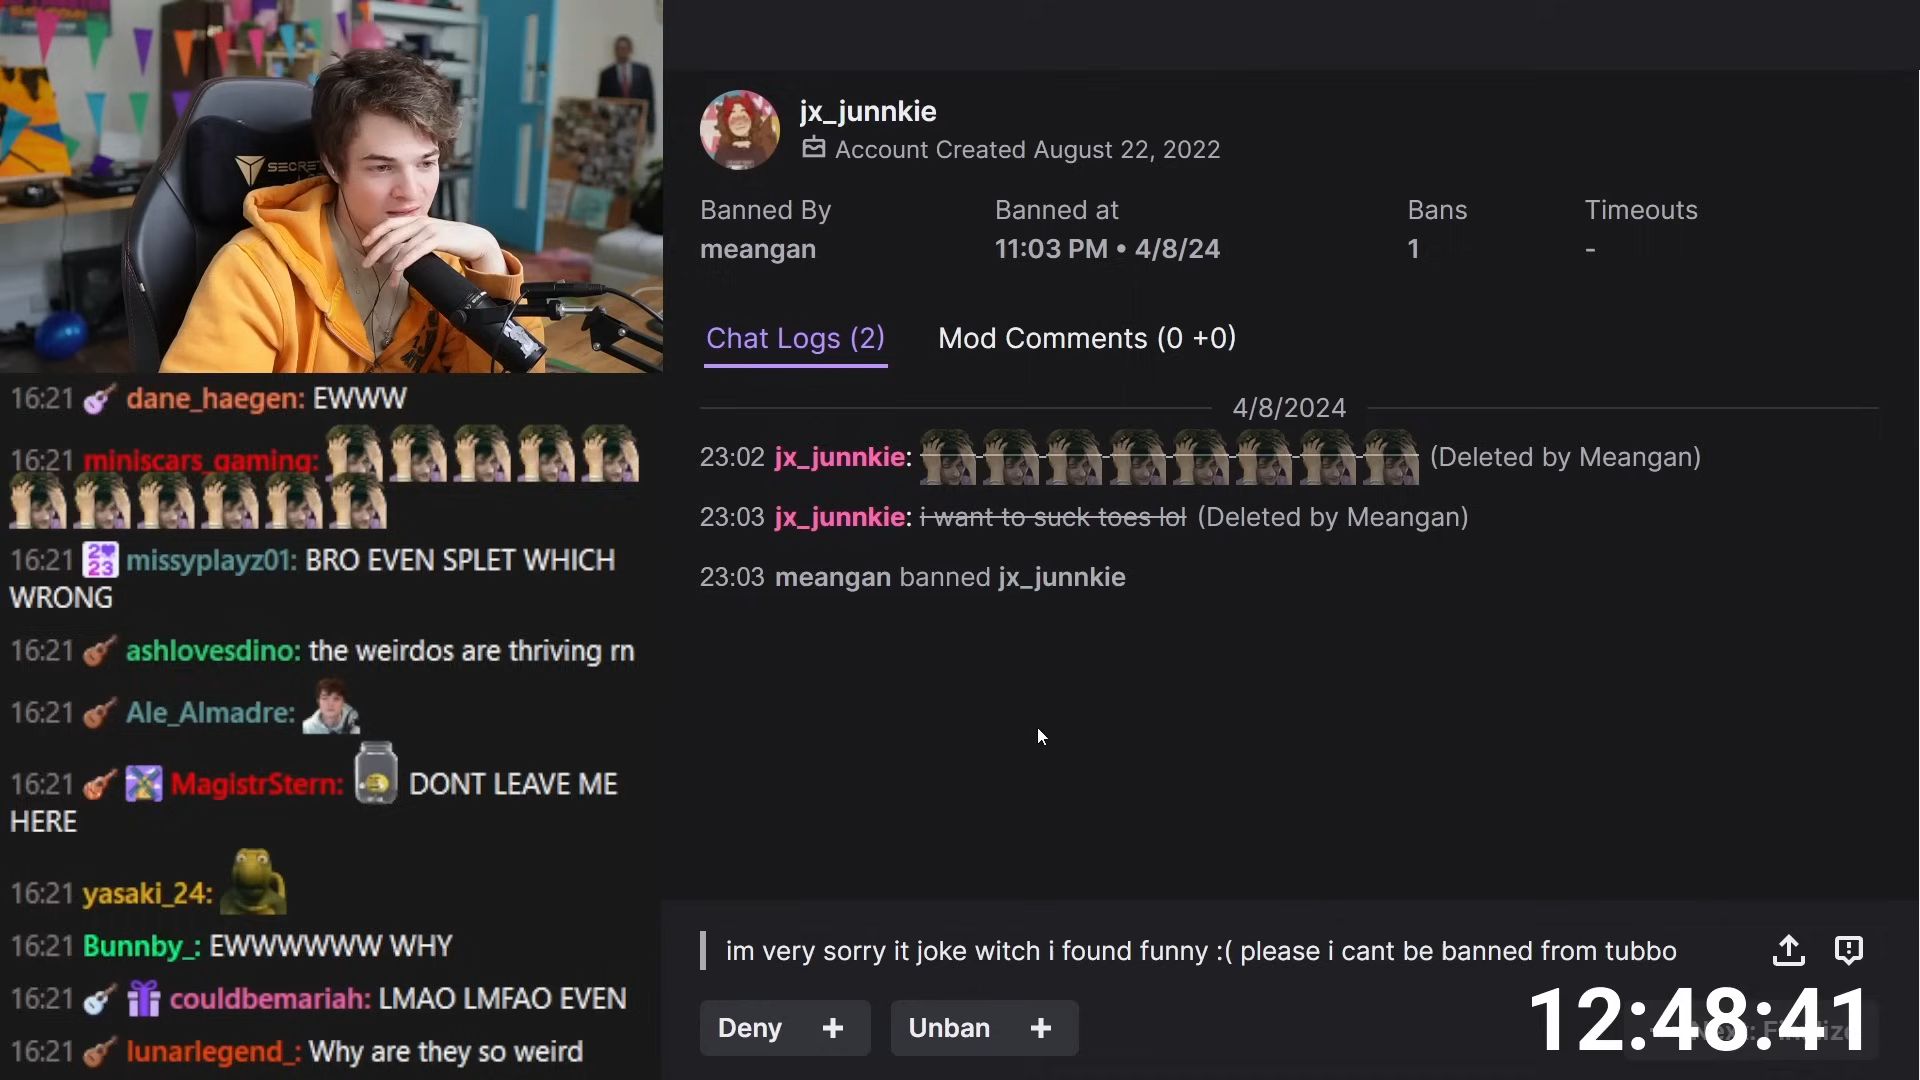 SECRET
16:21 dane_haegen: EWWW
16:21 miniscars_gaming:
16:21 2 23 missyplayz01: BRO EVEN SPLET WHICH
WRONG
16:21 ashlovesdino: the weirdos are thriving rn
16:21 Ale_Almadre:
16:21 MagistrStern: DONT LEAVE ME
HERE
16:21 yasaki_24:
16:21 Bunnby_: EWWWWWW WHY
16:21 couldbemariah: LMAO LMFAO EVEN
16:21 lunarlegend_: Why are they so weird
jx_junnkie
Account Created August 22, 2022
Banned By
meangan
Banned at
11:03 PM • 4/8/24
Bans
1
Timeouts
-
Chat Logs (2)
Mod Comments (0 +0)
4/8/2024
23:02 jx_junnkie: (Deleted by Meangan)
23:03 jx_junnkie: i want to suck toes lol (Deleted by Meangan)
23:03 meangan banned jx_junnkie
im very sorry it joke witch i found funny :( please i cant be banned from tubbo
Deny +
Unban +
12:48:41